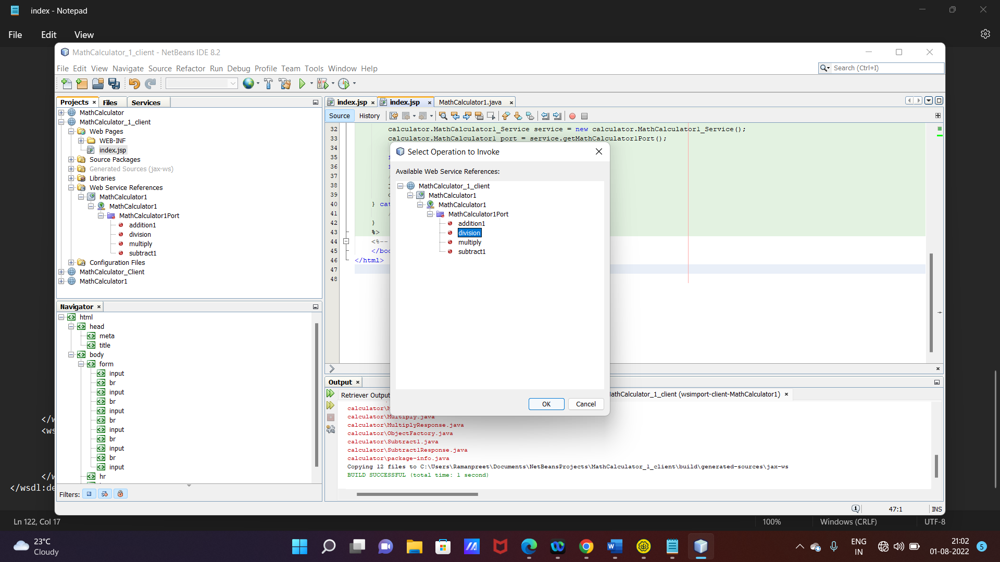 index - Notepad
File Edit View
MathCalculator_1_client - NetBeans IDE 8.2
File Edit View Navigate Source Refactor Run Debug Profile Team Tools Window Help
Search (Ctrl+I)
Projects × Files Services
MathCalculator
MathCalculator_1_client
Web Pages
WEB-INF
index.jsp
Source Packages
Generated Sources (jax-ws)
Libraries
Web Service References
MathCalculator1
MathCalculator1
MathCalculator1Port
addition1
division
multiply
subtract1
Configuration Files
MathCalculator_Client
MathCalculator1
Navigator ×
html
head
meta
title
body
form
input
br
input
br
input
br
input
br
input
br
input
hr
Filters:
index.jsp × index.jsp × MathCalculator1.java ×
Source History
32 calculator.MathCalculator1_Service service = new calculator.MathCalculator1_Service();
33 calculator.MathCalculator1 port = service.getMathCalculator1Port();
34
35
36
37
38
39
40 } cat
41
42 }
43 %>
44 <%--
45 </boo
46 </html>
47
48
Select Operation to Invoke
Available Web Service References:
MathCalculator_1_client
MathCalculator1
MathCalculator1
MathCalculator1Port
addition1
division
multiply
subtract1
OK Cancel
Output ×
Retriever Output
MathCalculator_1_client (wsimport-client-MathCalculator1) ×
calculator\Multiply.java
calculator\MultiplyResponse.java
calculator\ObjectFactory.java
calculator\Subtract1.java
calculator\Subtract1Response.java
calculator\package-info.java
Copying 12 files to C:\Users\Ramanpreet\Documents\NetBeansProjects\MathCalculator_1_client\build\generated-sources\jax-ws
BUILD SUCCESSFUL (total time: 1 second)
47:1 INS
</w
<ws
</w
</wsdl:de
Ln 122, Col 17 100% Windows (CRLF) UTF-8
23°C
Cloudy
ENG
IN
21:02
01-08-2022
5